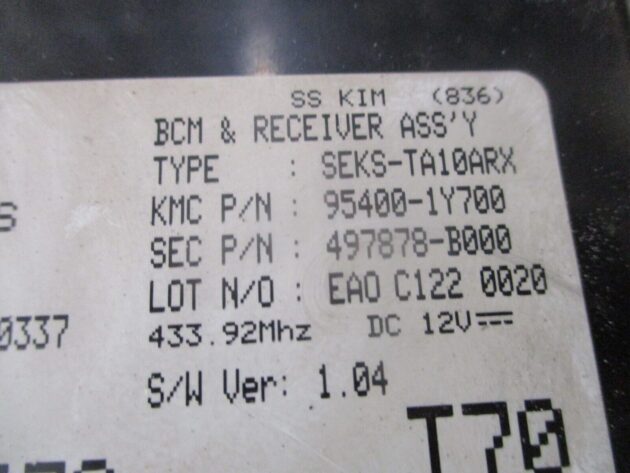 SS KIM (836)
BCM & RECEIVER ASS'Y
TYPE : SEKS-TA10ARX
KMC P/N : 95400-1Y700
S
SEC P/N : 497878-B000
LOT N/O : EAO C122 0020
0337
433.92Mhz DC 12V
S/W Ver: 1.04
T70